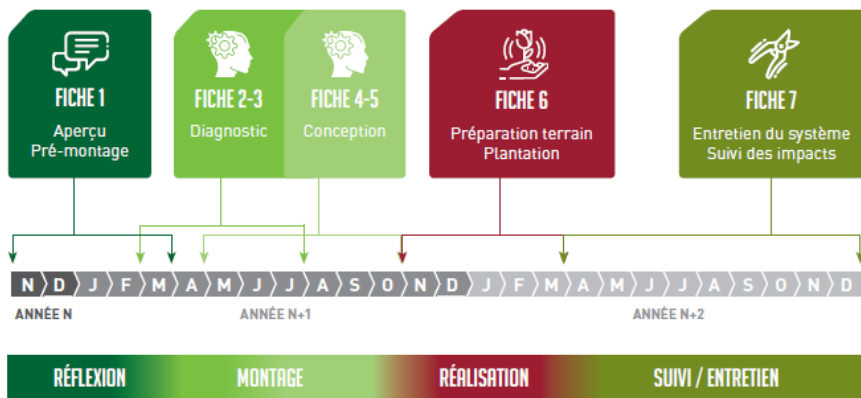 FICHE 1
Aperçu
Pré-montage
FICHE 2-3
Diagnostic
FICHE 4-5
Conception
FICHE 6
Préparation terrain
Plantation
FICHE 7
Entretien du système
Suivi des impacts
N D J F M A M J J A S O N D J F M A M J J A S O N D
ANNÉE N
ANNÉE N+1
ANNÉE N+2
RÉFLEXION
MONTAGE
RÉALISATION
SUIVI / ENTRETIEN